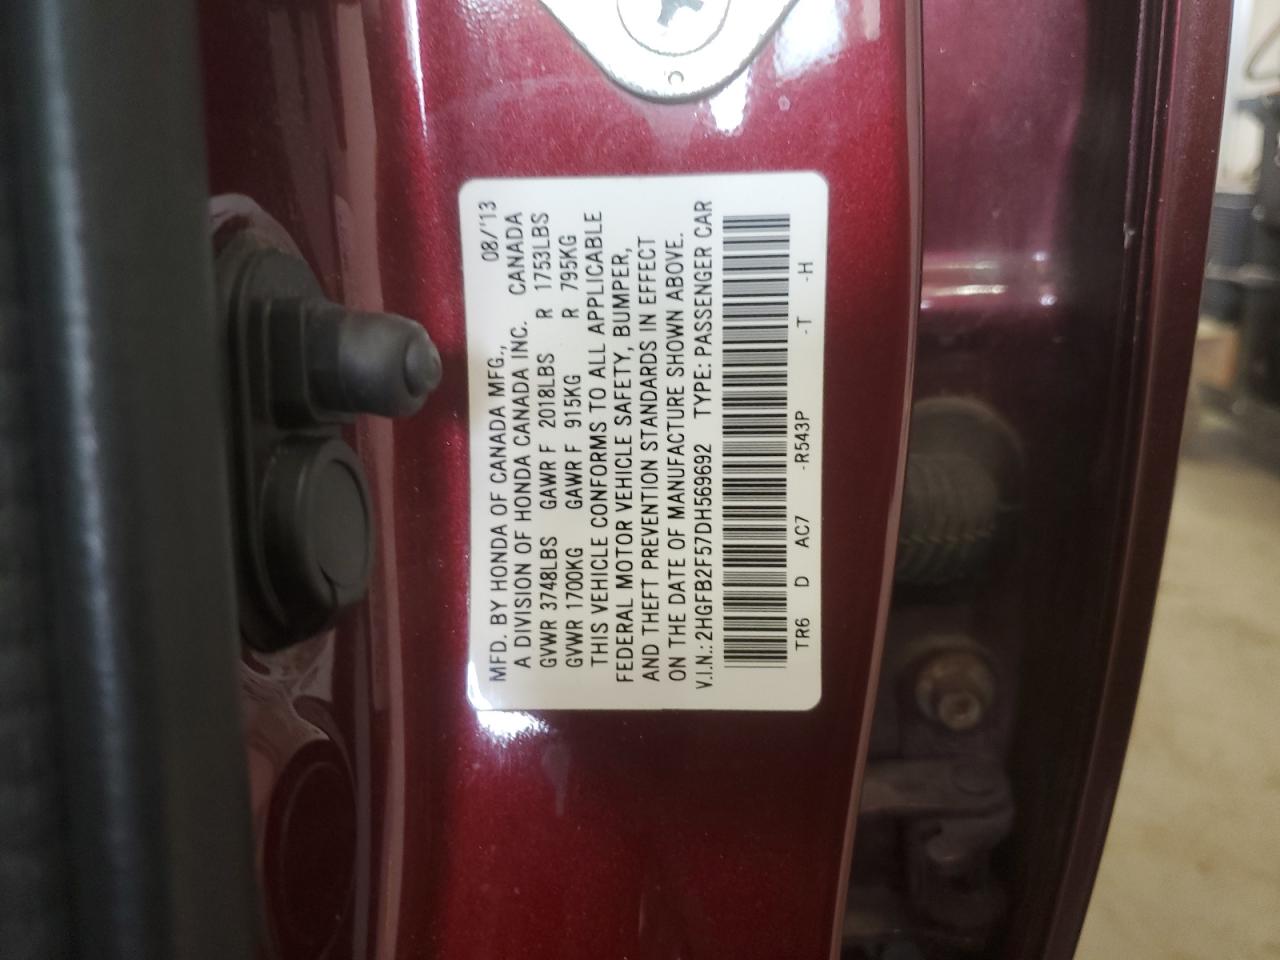 MFD. BY HONDA OF CANADA MFG., 08/'13
A DIVISION OF HONDA CANADA INC. CANADA
GVWR 3748LBS GAWR F 2018LBS R 1753LBS
GVWR 1700KG GAWR F 915KG R 795KG
THIS VEHICLE CONFORMS TO ALL APPLICABLE
FEDERAL MOTOR VEHICLE SAFETY, BUMPER,
AND THEFT PREVENTION STANDARDS IN EFFECT
ON THE DATE OF MANUFACTURE SHOWN ABOVE.
V.I.N.: 2HGFB2F57DH569692 TYPE: PASSENGER CAR
TR6 D AC7 -R543P -T -H